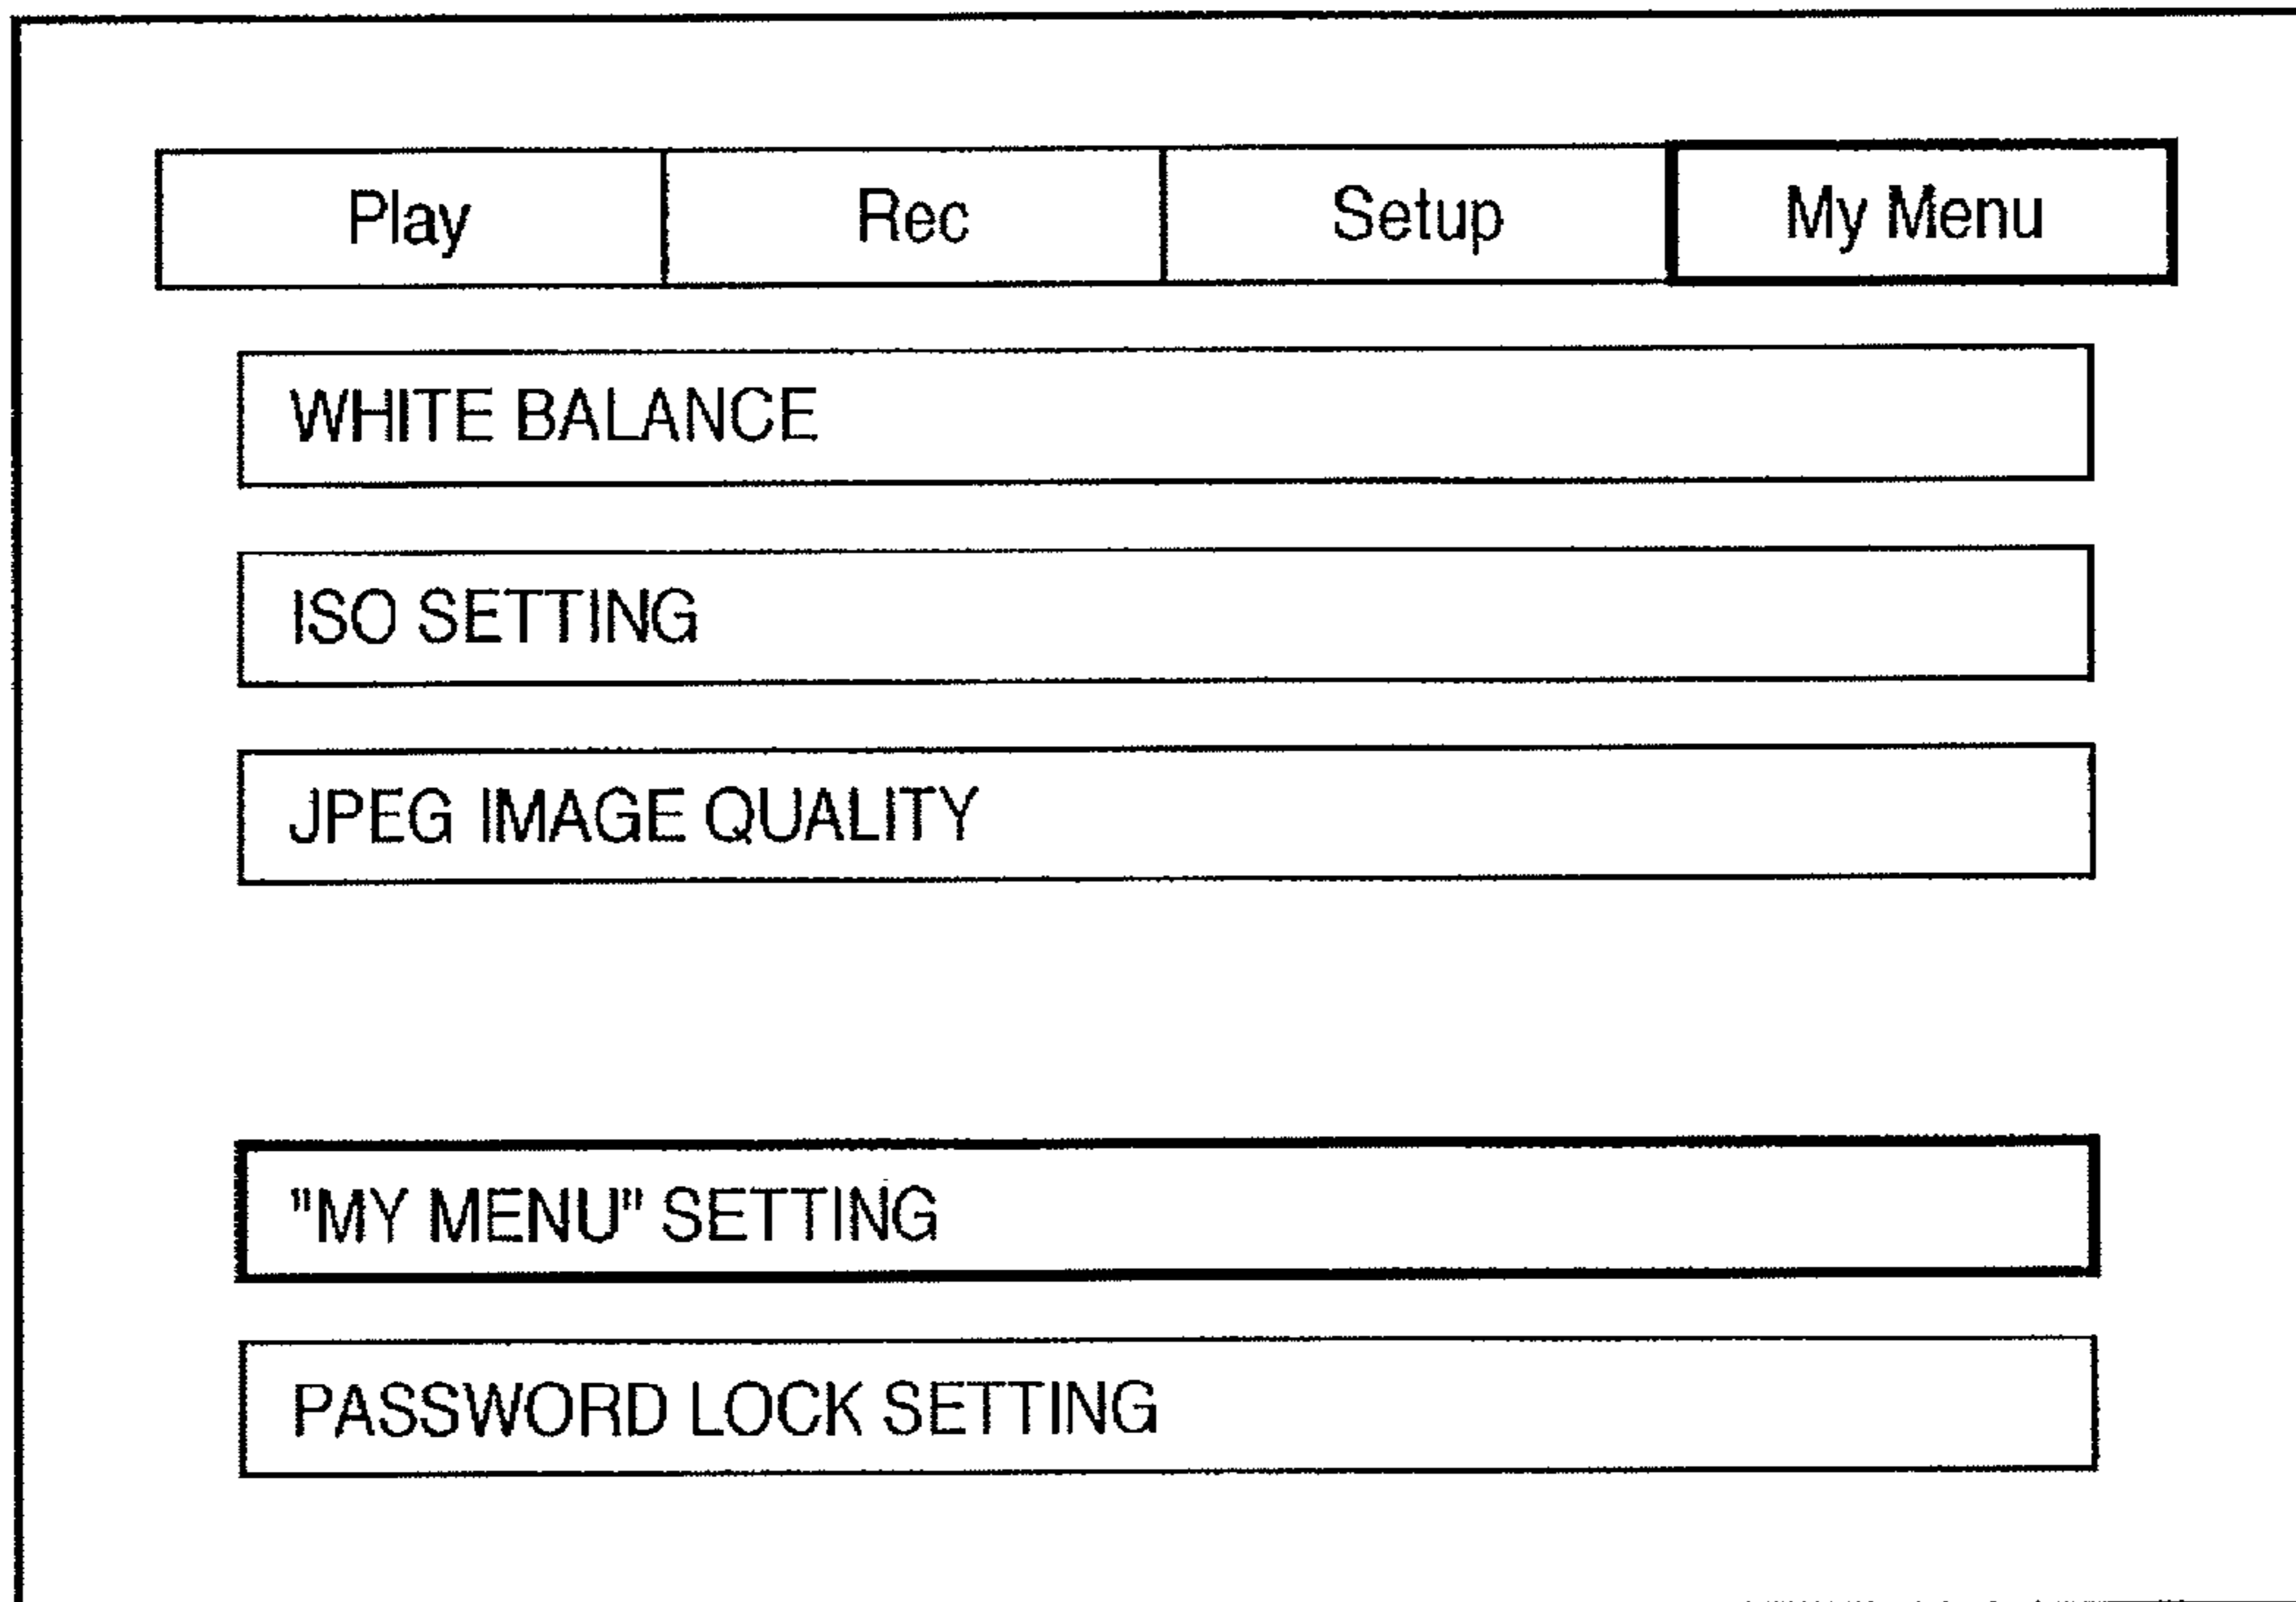 Play Rec Setup My Menu
WHITE BALANCE
ISO SETTING
JPEG IMAGE QUALITY
"MY MENU" SETTING
PASSWORD LOCK SETTING